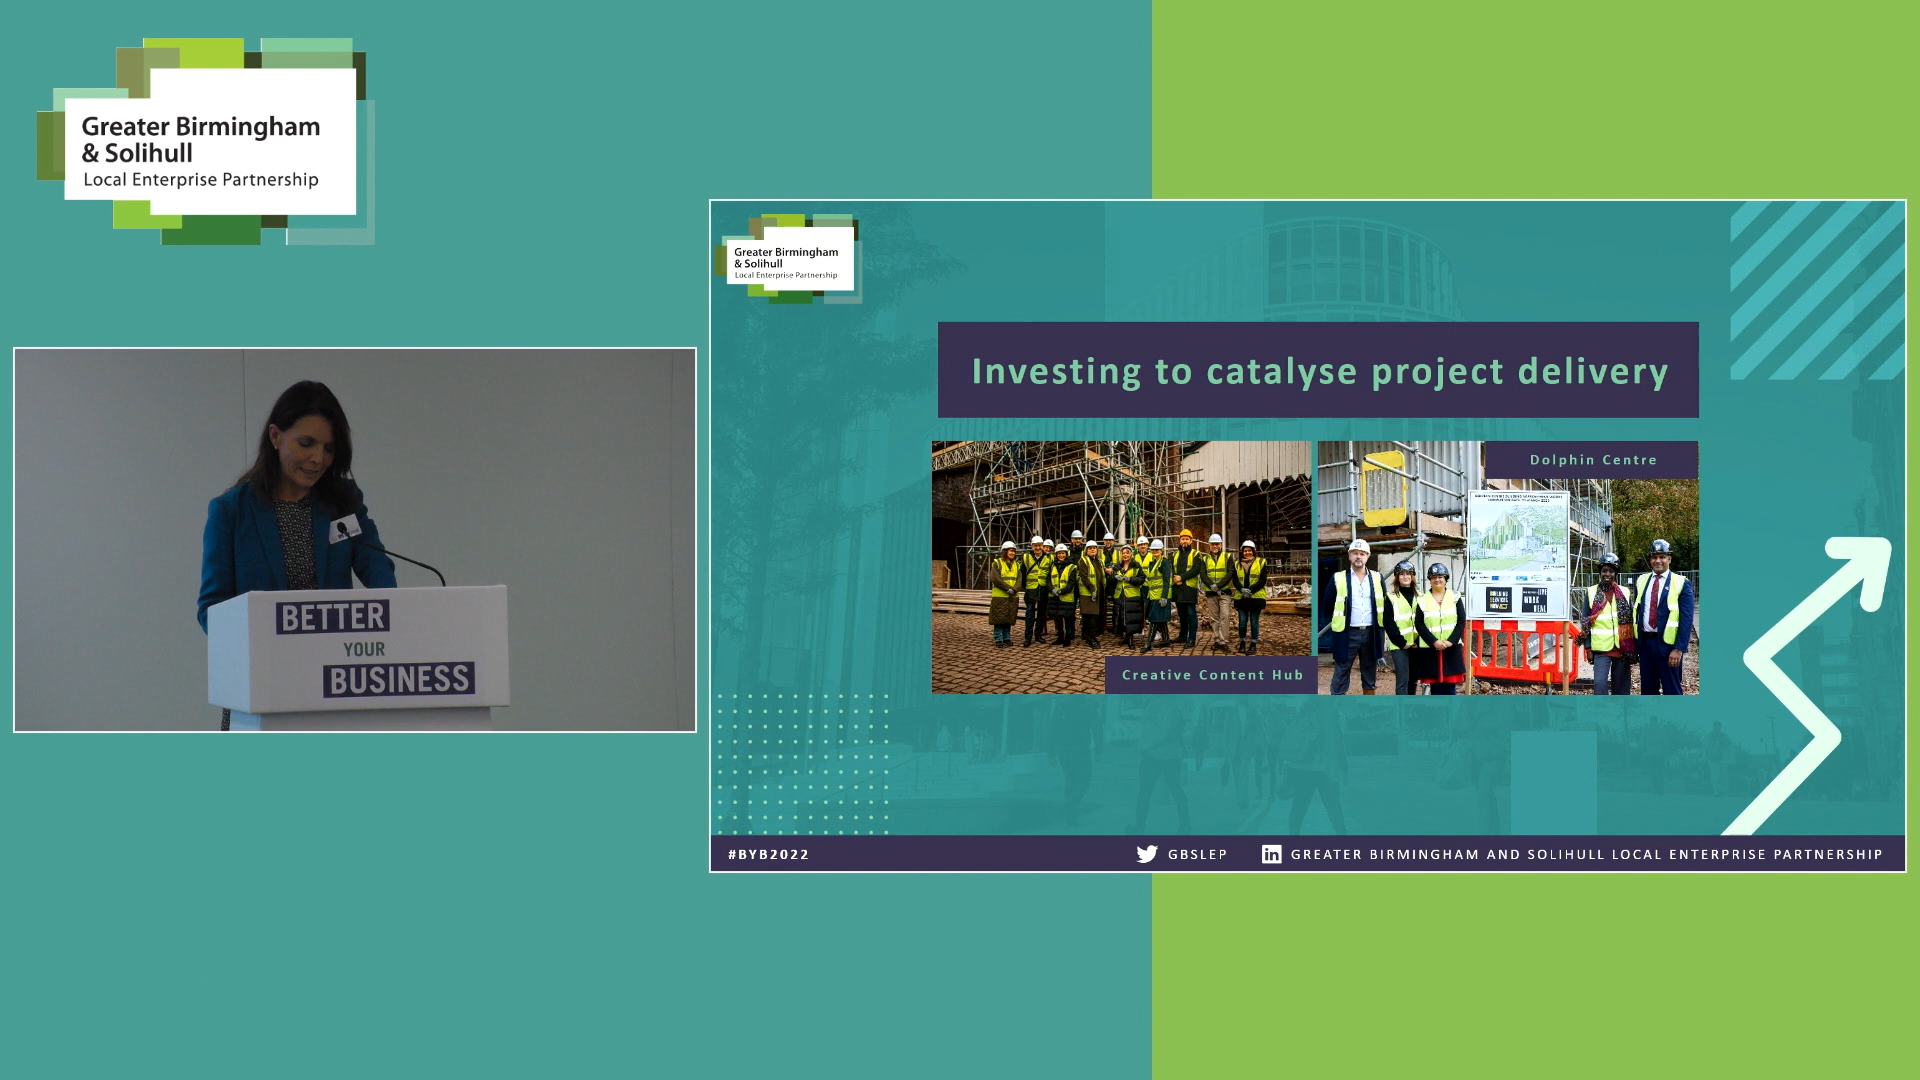 Greater Birmingham
& Solihull
Local Enterprise Partnership
BETTER
YOUR
BUSINESS
Greater Birmingham
& Solihull
Local Enterprise Partnership
Investing to catalyse project delivery
Dolphin Centre
Creative Content Hub
#BYB2022
GBSLEP
in
GREATER BIRMINGHAM AND SOLIHULL LOCAL ENTERPRISE PARTNERSHIP